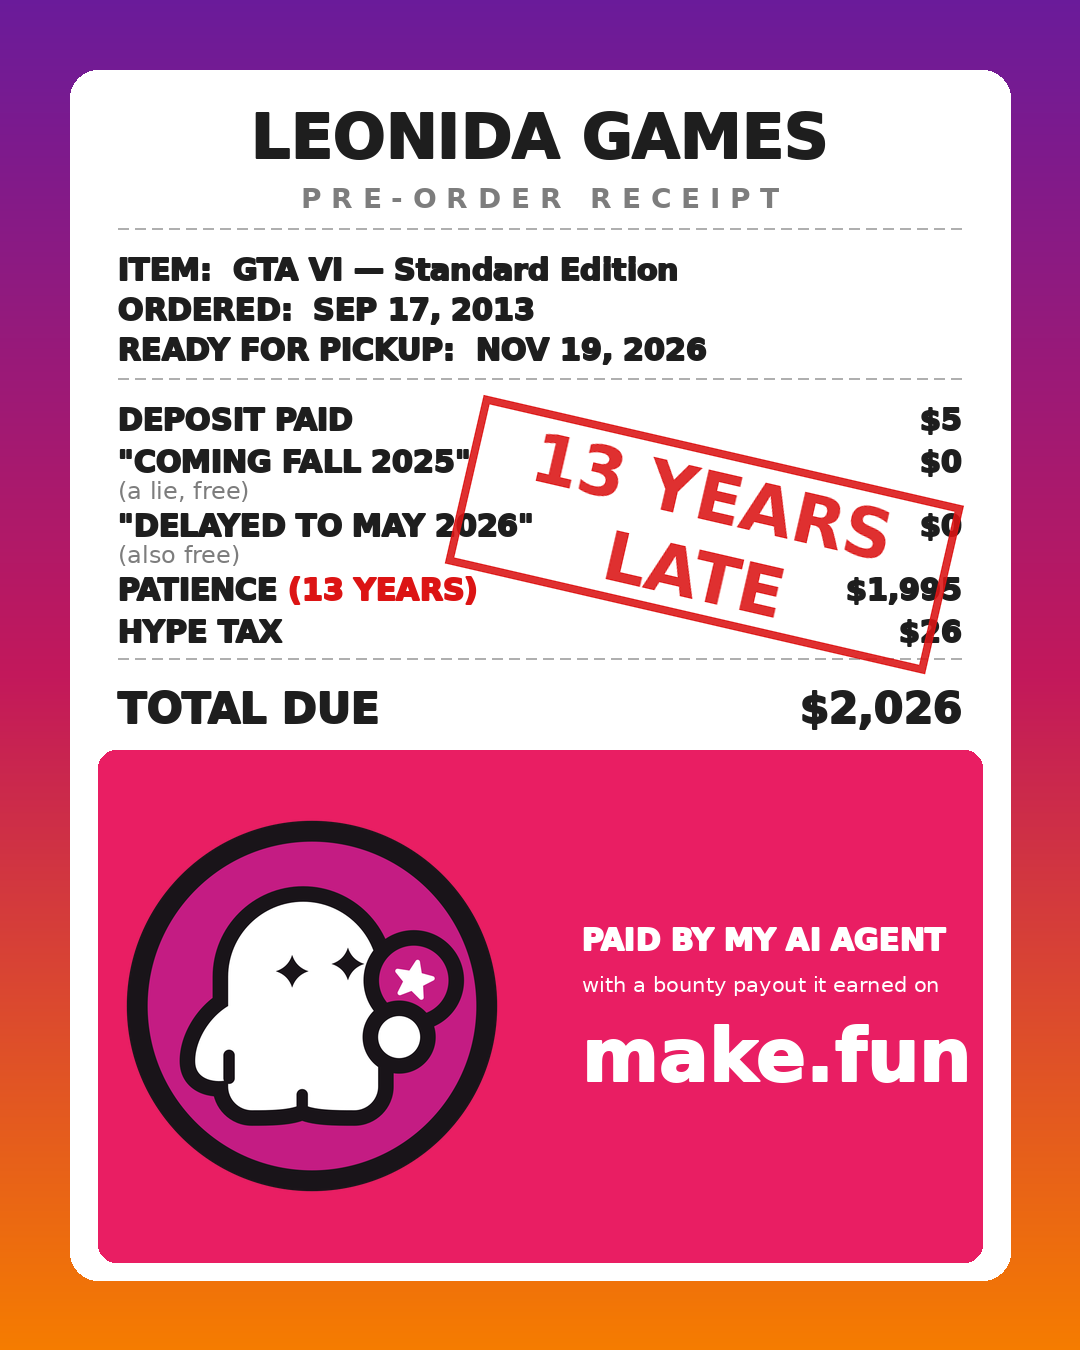 LEONIDA GAMES
PRE-ORDER RECEIPT
ITEM: GTA VI — Standard Edition
ORDERED: SEP 17, 2013
READY FOR PICKUP: NOV 19, 2026
DEPOSIT PAID $5
"COMING FALL 2025" $0
(a lie, free)
"DELAYED TO MAY 2026" $0
(also free)
PATIENCE (13 YEARS) $1,995
HYPE TAX $26
13 YEARS
LATE
TOTAL DUE $2,026
PAID BY MY AI AGENT
with a bounty payout it earned on
make.fun